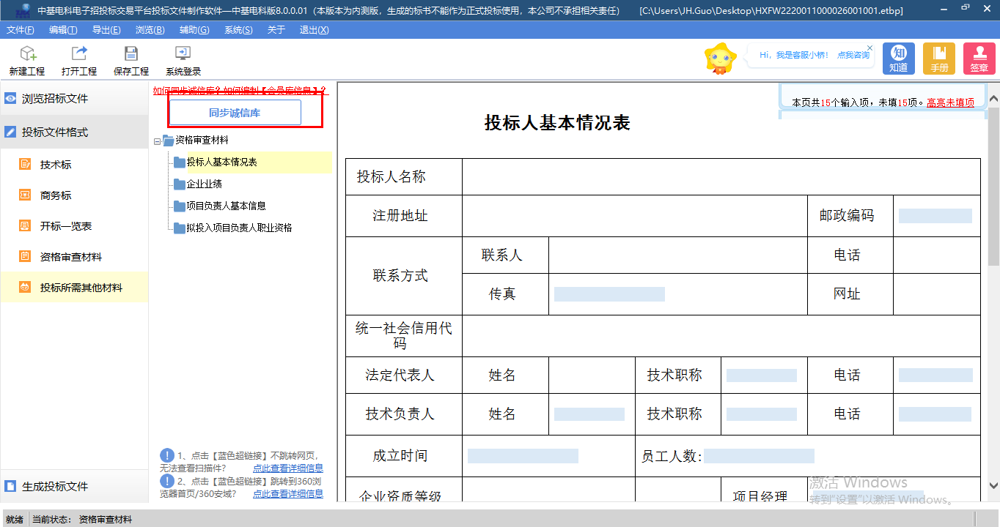 中基电科电子招投标交易平台投标文件制作软件—中基电科版8.0.0.01（本版本为内测版，生成的标书不能作为正式投标使用，本公司不承担相关责任） [C:\Users\JH.Guo\Desktop\HXFW2220011000026001001.etbp]
文件(F) 编辑(T) 导出(E) 浏览(B) 辅助(G) 系统(S) 关于 退出(X)
新建工程 打开工程 保存工程 系统登录
Hi，我是客服小桥！ 点我咨询
知
知道 手册 签章
浏览招标文件
投标文件格式
技术标
商务标
开标一览表
资格审查材料
投标所需其他材料
生成投标文件
如何同步诚信库？如何编制【会员库信息】？
同步诚信库
资格审查材料
投标人基本情况表
企业业绩
项目负责人基本信息
拟投入项目负责人职业资格
1、点击【蓝色超链接】不跳转网页，
无法查看扫描件？ 点此查看详细信息
2、点击【蓝色超链接】跳转到360浏
览器首页/360安域？ 点此查看详细信息
本页共15个输入项，未填15项。高亮未填项
投标人基本情况表
投标人名称
注册地址 邮政编码
联系方式 联系人 电话
传真 网址
统一社会信用代
码
法定代表人 姓名 技术职称 电话
技术负责人 姓名 技术职称 电话
成立时间 员工人数：
企业资质等级 项目经理
激活 Windows
转到"设置"以激活 Windows。
就绪 当前状态： 资格审查材料